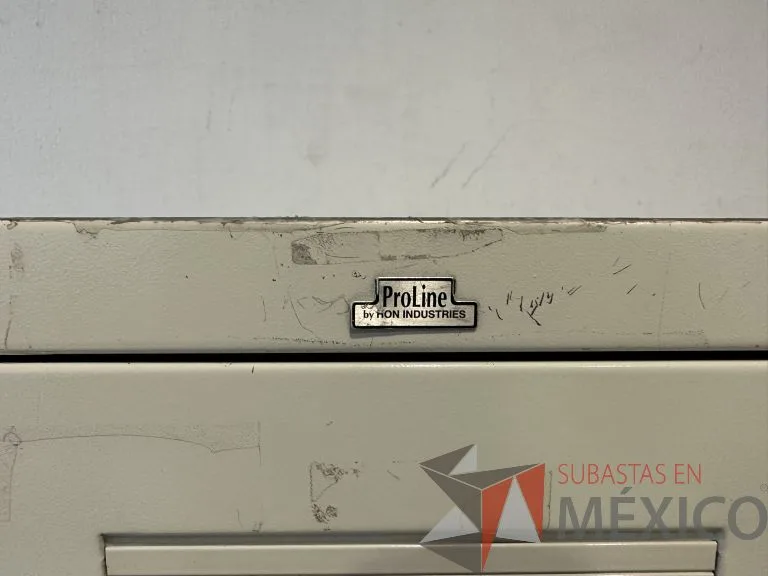 ProLine
by HON INDUSTRIES
SUBASTAS EN
MÉXICO